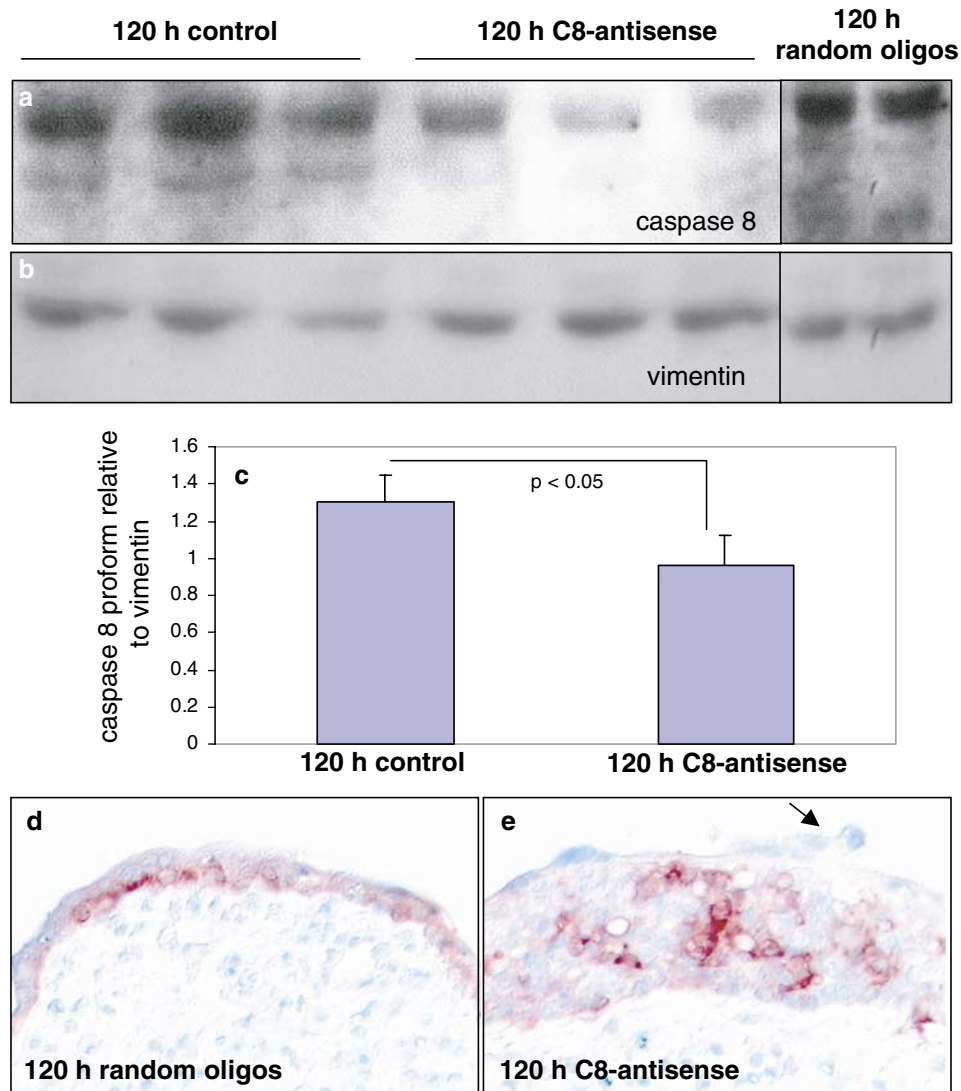 120 h control
120 h C8-antisense
120 h
random oligos
a
caspase 8
b
vimentin
caspase 8 proform relative
to vimentin
1.6
1.4
1.2
1
0.8
0.6
0.4
0.2
0
c
p < 0.05
120 h control
120 h C8-antisense
d
120 h random oligos
e
120 h C8-antisense